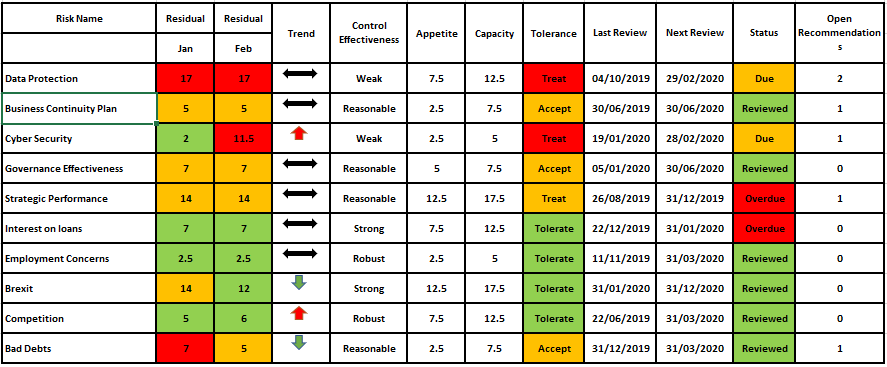 Risk Name Residual Residual Trend Control Effectiveness Appetite Capacity Tolerance Last Review Next Review Status Open Recommendations
Jan Feb
Data Protection 17 17 Weak 7.5 12.5 Treat 04/10/2019 29/02/2020 Due 2
Business Continuity Plan 5 5 Reasonable 2.5 7.5 Accept 30/06/2019 30/06/2020 Reviewed 1
Cyber Security 2 11.5 Weak 2.5 5 Treat 19/01/2020 28/02/2020 Due 1
Governance Effectiveness 7 7 Reasonable 5 7.5 Accept 05/01/2020 30/06/2020 Reviewed 0
Strategic Performance 14 14 Reasonable 12.5 17.5 Treat 26/08/2019 31/12/2019 Overdue 1
Interest on loans 7 7 Strong 7.5 12.5 Tolerate 22/12/2019 31/01/2020 Overdue 0
Employment Concerns 2.5 2.5 Robust 2.5 5 Tolerate 11/11/2019 31/03/2020 Reviewed 0
Brexit 14 12 Strong 12.5 17.5 Tolerate 31/01/2020 31/12/2020 Reviewed 0
Competition 5 6 Robust 7.5 12.5 Tolerate 22/06/2019 31/03/2020 Reviewed 0
Bad Debts 7 5 Reasonable 2.5 7.5 Accept 31/12/2019 31/03/2020 Reviewed 1